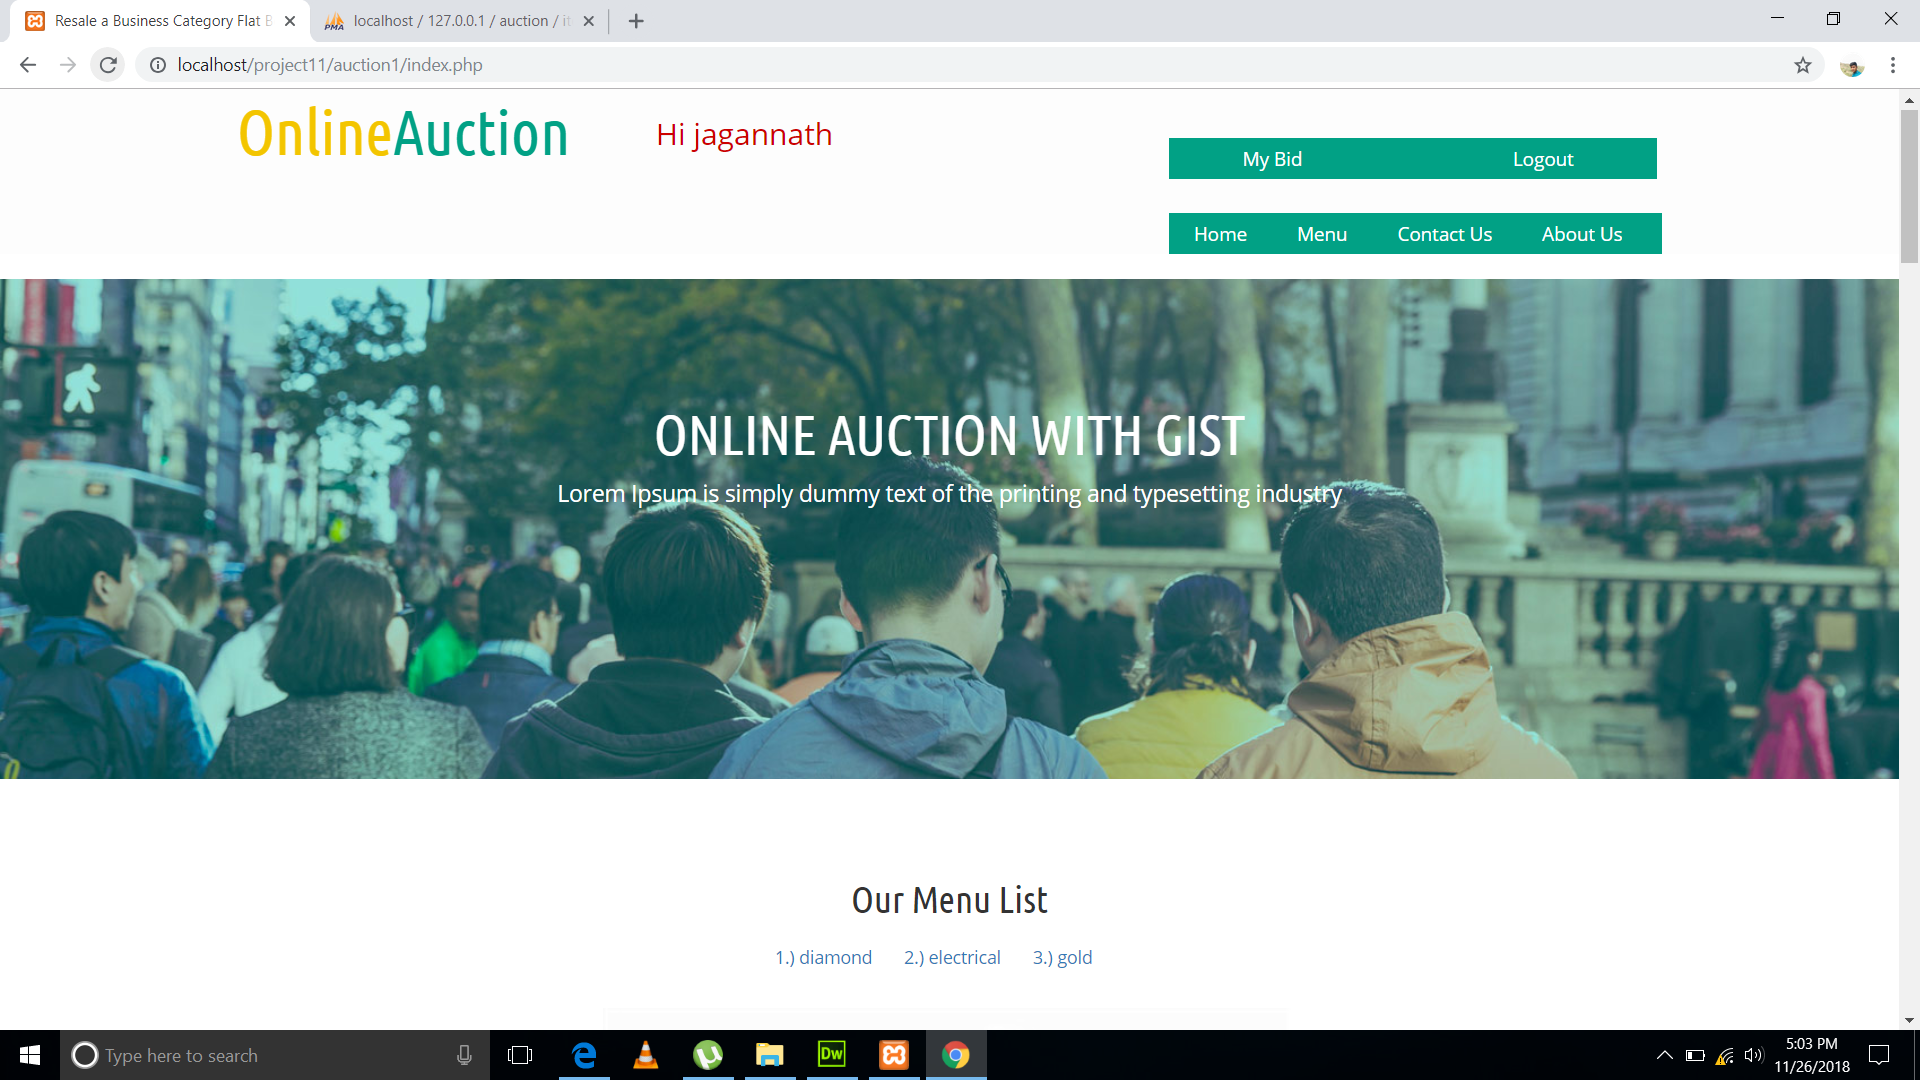 Resale a Business Category Flat B
localhost / 127.0.0.1 / auction / it
localhost/project11/auction1/index.php
OnlineAuction
Hi jagannath
My Bid Logout
Home Menu Contact Us About Us
ONLINE AUCTION WITH GIST
Lorem Ipsum is simply dummy text of the printing and typesetting industry
Our Menu List
1.) diamond 2.) electrical 3.) gold
Type here to search
Dw
5:03 PM
11/26/2018